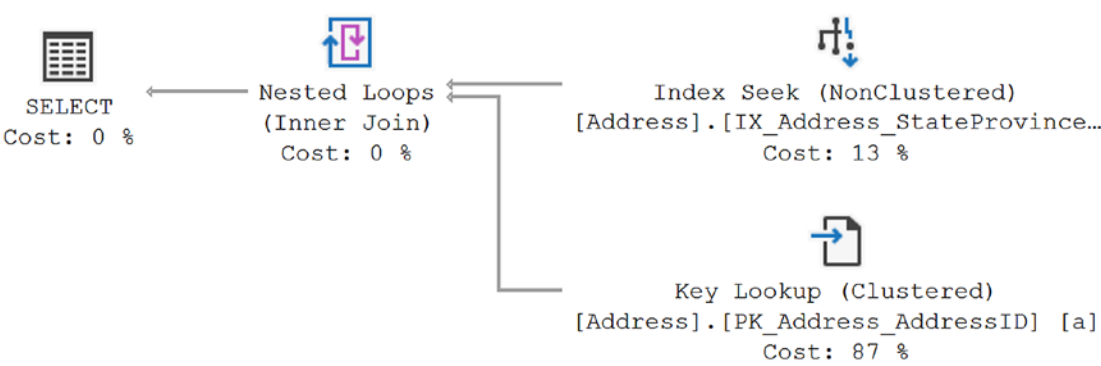 SELECT
Cost: 0 %
Nested Loops
(Inner Join)
Cost: 0 %
Index Seek (NonClustered)
[Address].[IX_Address_StateProvince…
Cost: 13 %
Key Lookup (Clustered)
[Address].[PK_Address_AddressID] [a]
Cost: 87 %